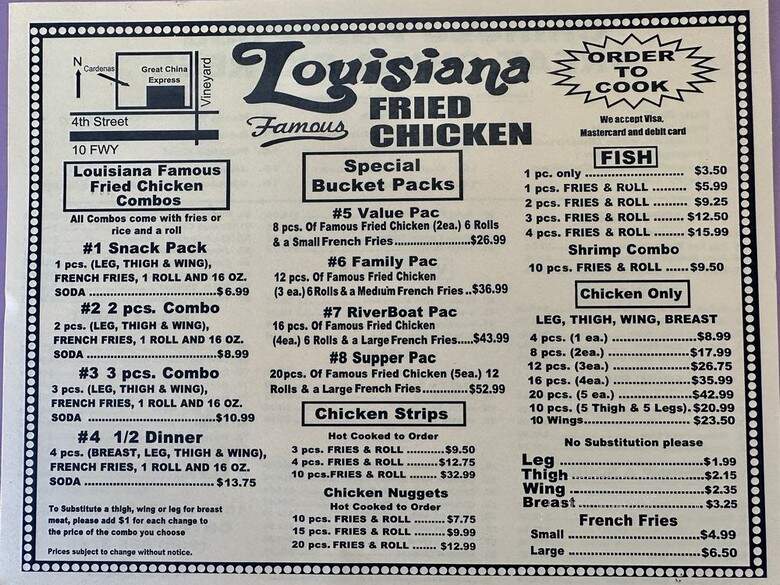 N
Cardenas
Great China
Express
Vineyard
4th Street
10 FWY
Louisiana
Famous FRIED
CHICKEN
ORDER
TO
COOK
We accept Visa,
Mastercard and debit card
Louisiana Famous
Fried Chicken
Combos
All Combos come with fries or
rice and a roll
#1 Snack Pack
1 pcs. (LEG, THIGH & WING),
FRENCH FRIES, 1 ROLL AND 16 OZ.
SODA ........................................$6.99
#2 2 pcs. Combo
2 pcs. (LEG, THIGH & WING),
FRENCH FRIES, 1 ROLL AND 16 OZ.
SODA ........................................$8.99
#3 3 pcs. Combo
3 pcs. (LEG, THIGH & WING),
FRENCH FRIES, 1 ROLL AND 16 OZ.
SODA ........................................$10.99
#4 1/2 Dinner
4 pcs. (BREAST, LEG, THIGH & WING),
FRENCH FRIES, 1 ROLL AND 16 OZ.
SODA ........................................$13.75
To Substitute a thigh, wing or leg for breast
meat, please add $1 for each change to
the price of the combo you choose
Prices subject to change without notice.
Special
Bucket Packs
#5 Value Pac
8 pcs. Of Famous Fried Chicken (2ea.) 6 Rolls
& a Small French Fries.........................$26.99
#6 Family Pac
12 pcs. Of Famous Fried Chicken
(3 ea.) 6 Rolls & a Medium French Fries..$36.99
#7 RiverBoat Pac
16 pcs. Of Famous Fried Chicken
(4ea.) 6 Rolls & a Large French Fries.....$43.99
#8 Supper Pac
20pcs. Of Famous Fried Chicken (5ea.) 12
Rolls & a Large French Fries...............$52.99
Chicken Strips
Hot Cooked to Order
3 pcs. FRIES & ROLL ..........$9.50
4 pcs. FRIES & ROLL ..........$12.75
10 pcs.FRIES & ROLL .......... $32.99
Chicken Nuggets
Hot Cooked to Order
10 pcs. FRIES & ROLL ........ $7.75
15 pcs. FRIES & ROLL ........ $9.99
20 pcs. FRIES & ROLL ....... $12.99
FISH
1 pc. only ........................ $3.50
1 pcs. FRIES & ROLL ......... $5.99
2 pcs. FRIES & ROLL ......... $9.25
3 pcs. FRIES & ROLL ......... $12.50
4 pcs. FRIES & ROLL ......... $15.99
Shrimp Combo
10 pcs. FRIES & ROLL ......$9.50
Chicken Only
LEG, THIGH, WING, BREAST
4 pcs. (1 ea.) ........................$8.99
8 pcs. (2ea.) ........................$17.99
12 pcs. (3ea.) ......................$26.75
16 pcs. (4ea.) ......................$35.99
20 pcs. (5 ea.) .....................$42.99
10 pcs. (5 Thigh & 5 Legs).$20.99
10 Wings............................$23.50
No Substitution please
Leg ....................................$1.99
Thigh .................................$2.15
Wing ..................................$2.35
Breast ................................$3.25
French Fries
Small .......................$4.99
Large .......................$6.50